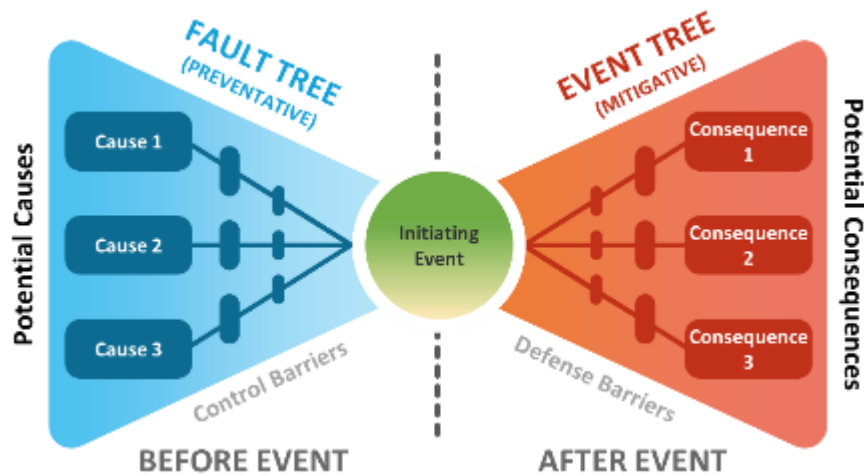 FAULT TREE
(PREVENTATIVE)
EVENT TREE
(MITIGATIVE)
Potential Causes
Cause 1
Cause 2
Cause 3
Initiating
Event
Consequence
1
Consequence
2
Consequence
3
Potential Consequences
Control Barriers
Defense Barriers
BEFORE EVENT
AFTER EVENT